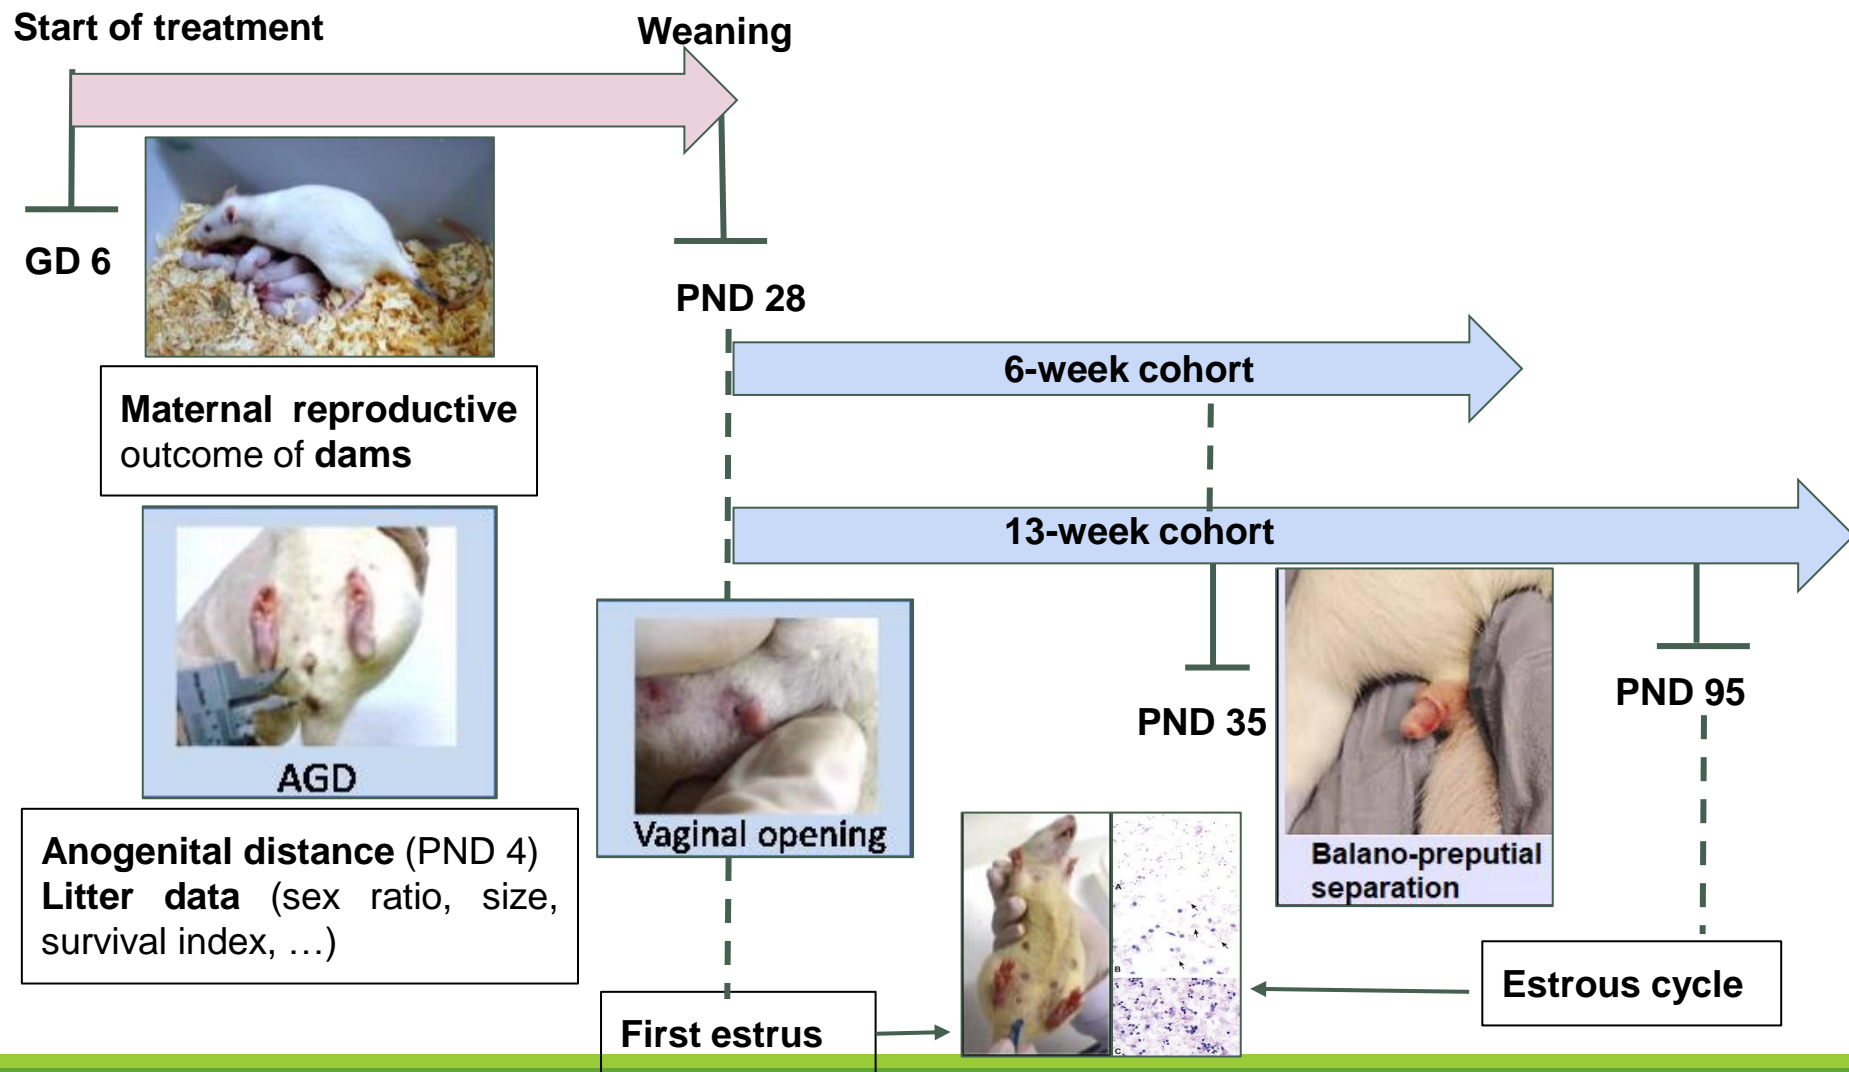 Start of treatment
Weaning
GD 6
PND 28
6-week cohort
Maternal reproductive
outcome of dams
13-week cohort
AGD
Vaginal opening
PND 35
PND 95
Balano-preputial
separation
Anogenital distance (PND 4)
Litter data (sex ratio, size,
survival index, …)
A
B
C
Estrous cycle
First estrus